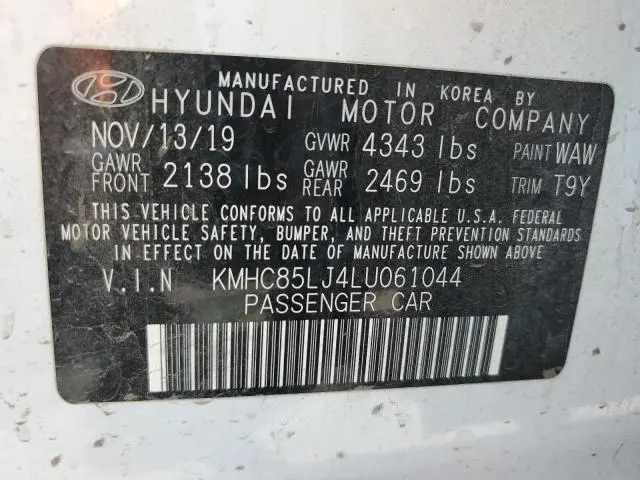 MANUFACTURED IN KOREA BY
HYUNDAI MOTOR COMPANY
NOV/13/19 GVWR 4343 lbs PAINT WAW
GAWR FRONT 2138 lbs GAWR REAR 2469 lbs TRIM T9Y
THIS VEHICLE CONFORMS TO ALL APPLICABLE U.S.A. FEDERAL
MOTOR VEHICLE SAFETY, BUMPER, AND THEFT PREVENTION STANDARDS
IN EFFECT ON THE DATE OF MANUFACTURE SHOWN ABOVE
V.I.N KMHC85LJ4LU061044
PASSENGER CAR